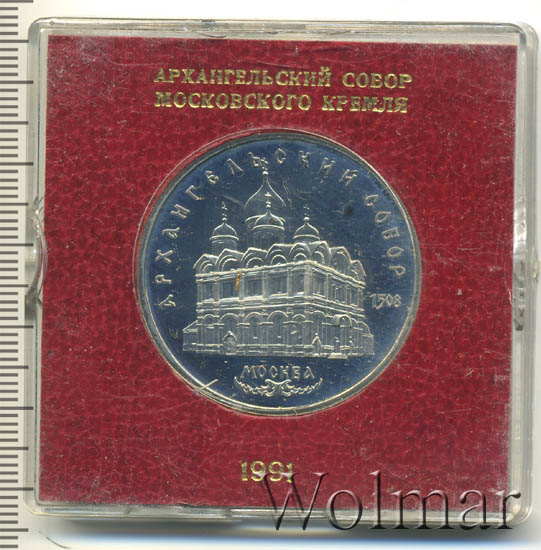 АРХАНГЕЛЬСКИЙ СОБОР
МОСКОВСКОГО КРЕМЛЯ
АРХАНГЕЛЬСКИЙ СОБОР
1508
МОСКВА
1991
Wolmar